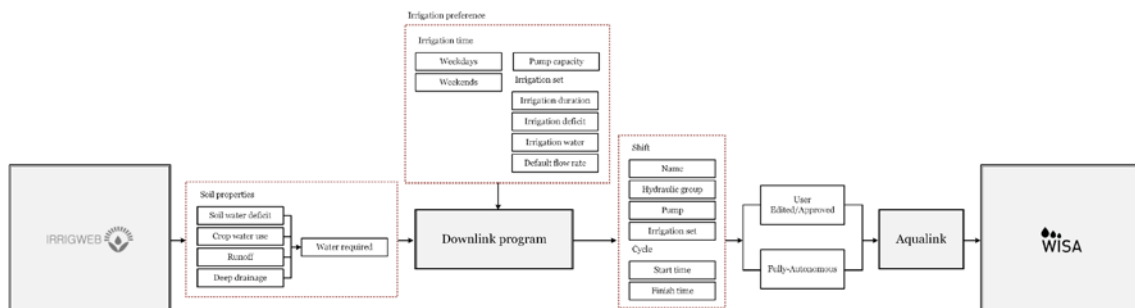 Irrigation preference
Irrigation time
Weekdays
Weekends
Pump capacity
Irrigation set
Irrigation duration
Irrigation deficit
Irrigation water
Default flow rate
IRRIGWEB
Soil properties
Soil water deficit
Crop water use
Runoff
Deep drainage
Water required
Downlink program
Shift
Name
Hydraulic group
Pump
Irrigation set
Cycle
Start time
Finish time
User
Edited/Approved
Fully-Autonomous
Aqualink
WiSA